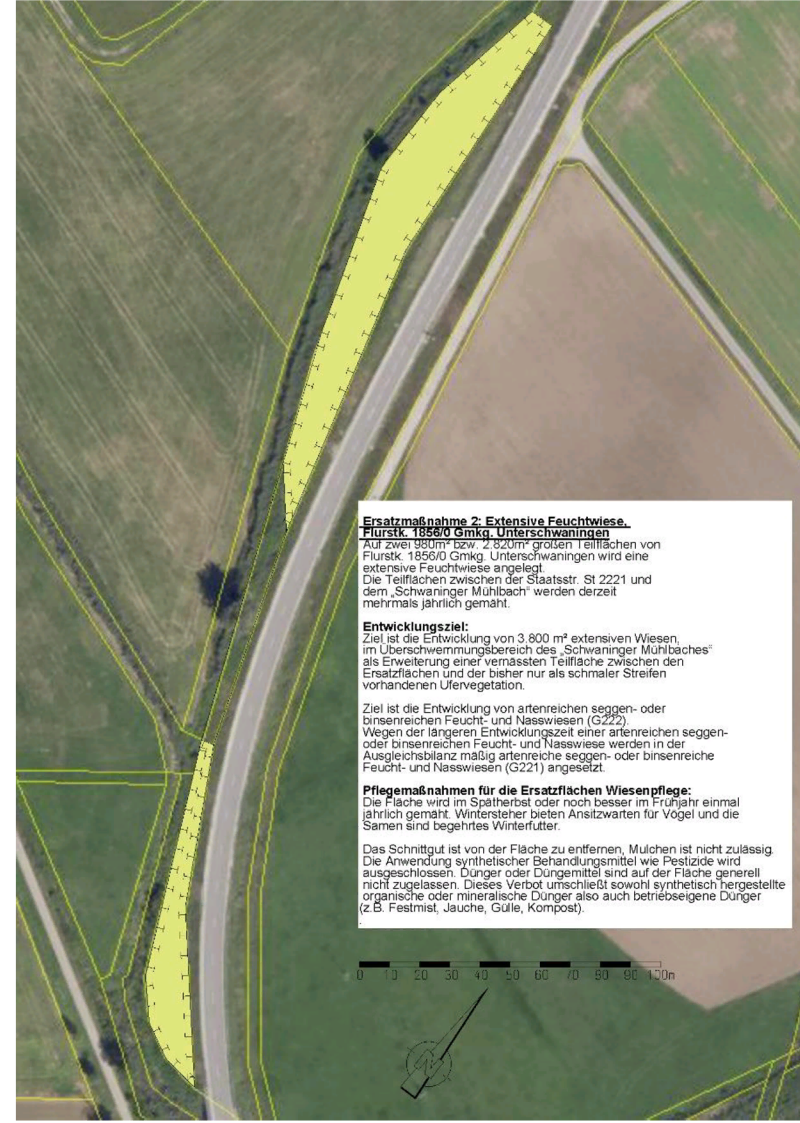 Ersatzmaßnahme 2: Extensive Feuchtwiese,
Flurstk. 1856/0 Gmkg. Unterschwaningen
Auf zwei 980m² bzw. 2.820m² großen Teilflächen von
Flurstk. 1856/0 Gmkg. Unterschwaningen wird eine
extensive Feuchtwiese angelegt.
Die Teilflächen zwischen der Staatsstr. St 2221 und
dem „Schwaninger Mühlbach“ werden derzeit
mehrmals jährlich gemäht.
Entwicklungsziel:
Ziel ist die Entwicklung von 3.800 m² extensiven Wiesen,
im Überschwemmungsbereich des „Schwaninger Mühlbaches“
als Erweiterung einer vernässten Teilfläche zwischen den
Ersatzflächen und der bisher nur als schmaler Streifen
vorhandenen Ufervegetation.
Ziel ist die Entwicklung von artenreichen seggen- oder
binsenreichen Feucht- und Nasswiesen (G222).
Wegen der längeren Entwicklungszeit einer artenreichen seggen-
oder binsenreichen Feucht- und Nasswiese werden in der
Ausgleichsbilanz mäßig artenreiche seggen- oder binsenreiche
Feucht- und Nasswiesen (G221) angesetzt.
Pflegemaßnahmen für die Ersatzflächen Wiesenpflege:
Die Fläche wird im Spätherbst oder noch besser im Frühjahr einmal
jährlich gemäht. Wintersteher bieten Ansitzwarten für Vögel und die
Samen sind begehrtes Winterfutter.
Das Schnittgut ist von der Fläche zu entfernen, Mulchen ist nicht zulässig.
Die Anwendung synthetischer Behandlungsmittel wie Pestizide wird
ausgeschlossen. Dünger oder Düngemittel sind auf der Fläche generell
nicht zugelassen. Dieses Verbot umschließt sowohl synthetisch hergestellte
organische oder mineralische Dünger also auch betriebseigene Dünger
(z.B. Festmist, Jauche, Gülle, Kompost).
.
0 10 20 30 40 50 60 70 80 90 100m
N